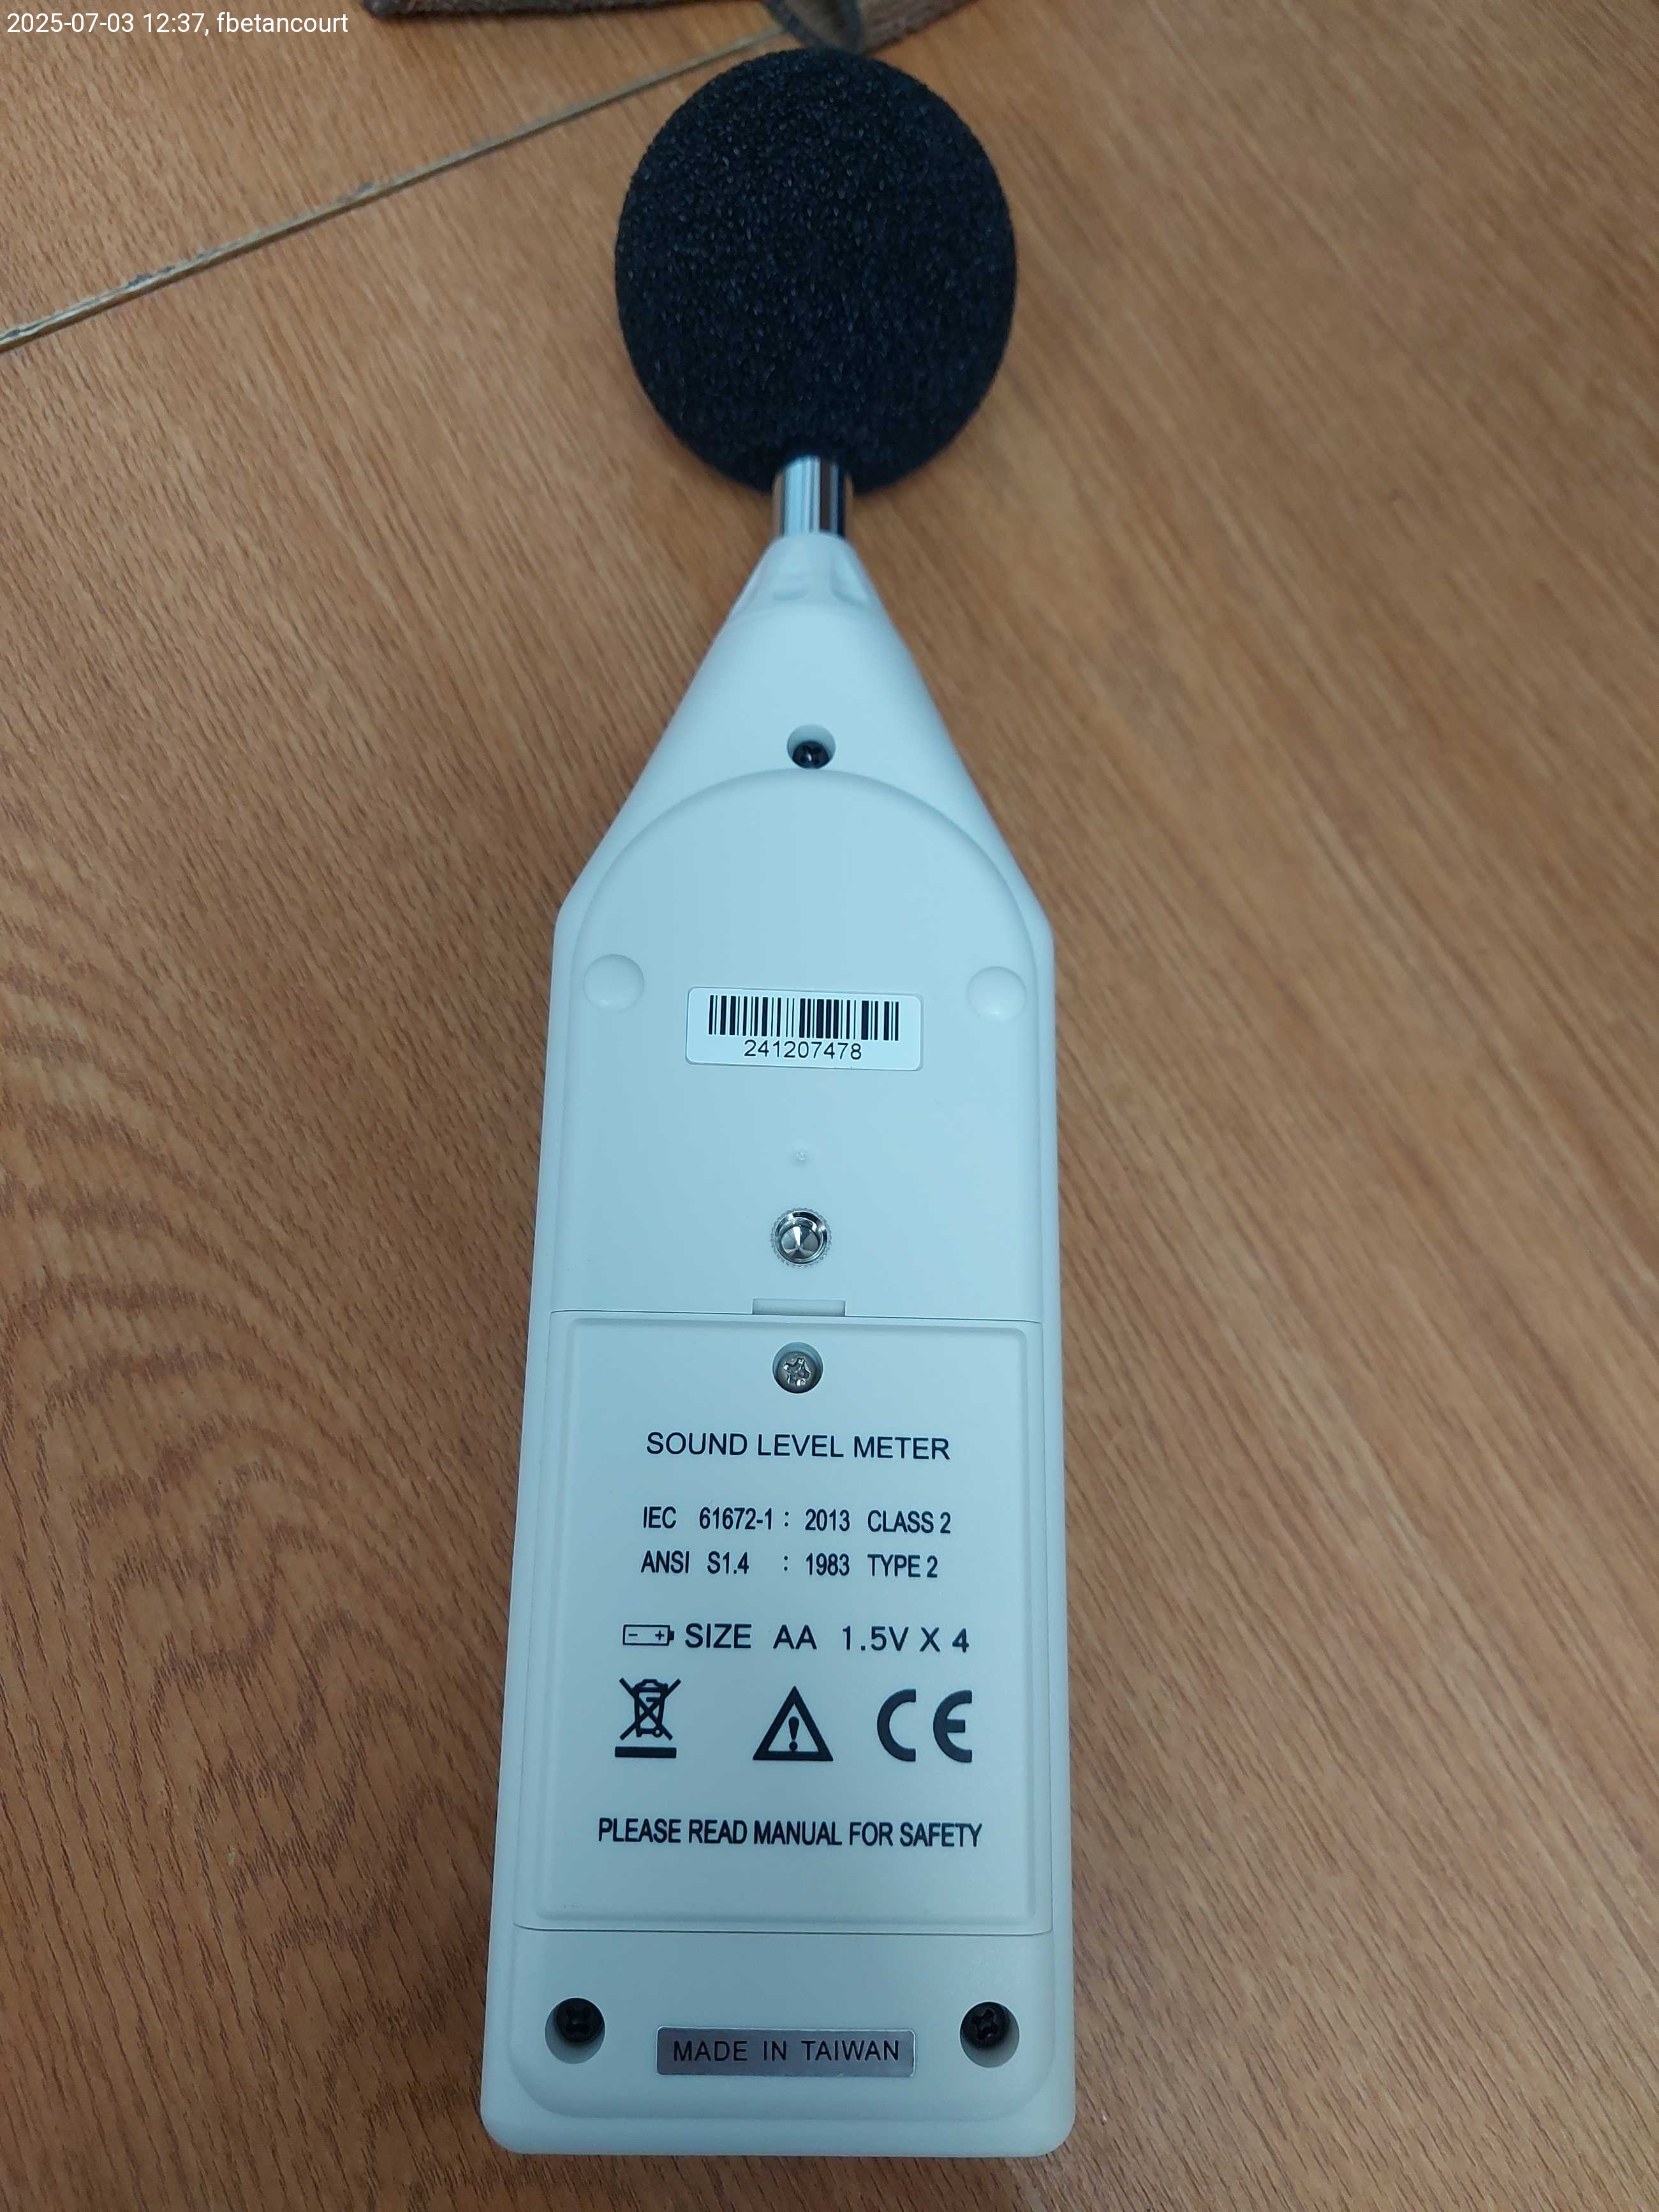 2025-07-03 12:37, fbetancourt
241207478
SOUND LEVEL METER
IEC 61672-1 : 2013 CLASS 2
ANSI S1.4 : 1983 TYPE 2
- + SIZE AA 1.5V X 4
CE
PLEASE READ MANUAL FOR SAFETY
MADE IN TAIWAN